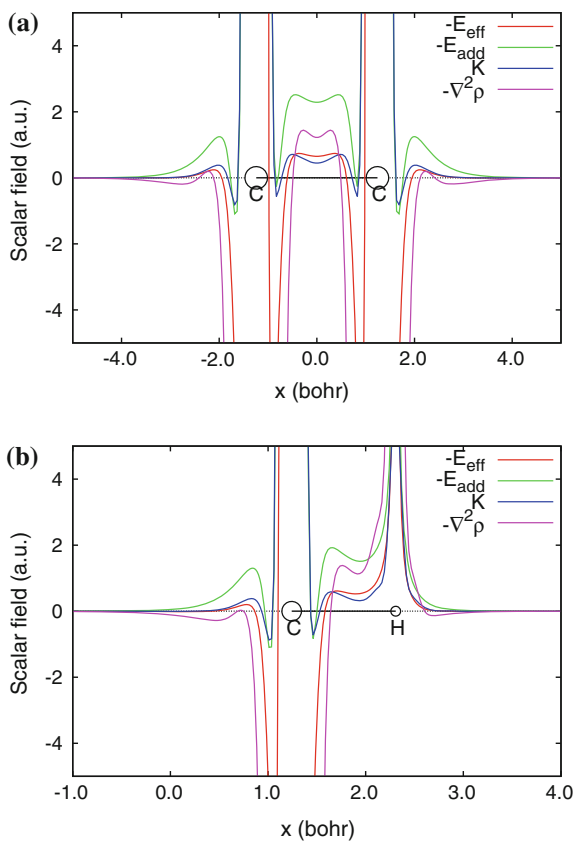 (a)
-E_eff
-E_add
K
-∇²ρ
Scalar field (a.u.)
4
2
0
-2
-4
C
C
-4.0 -2.0 0.0 2.0 4.0
x (bohr)
(b)
-E_eff
-E_add
K
-∇²ρ
Scalar field (a.u.)
4
2
0
-2
-4
C
H
-1.0 0.0 1.0 2.0 3.0 4.0
x (bohr)